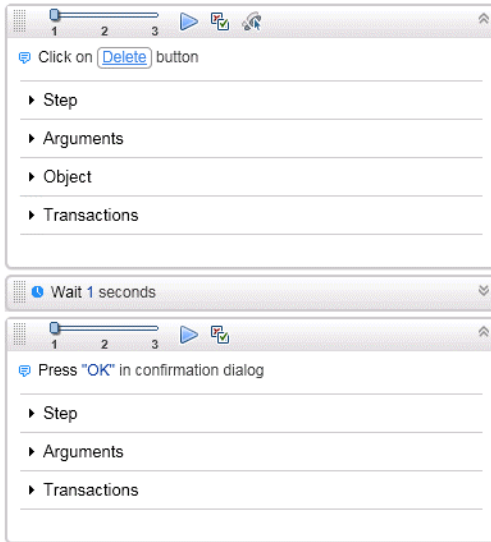 1 2 3
Click on Delete button
Step
Arguments
Object
Transactions
Wait 1 seconds
1 2 3
Press "OK" in confirmation dialog
Step
Arguments
Transactions